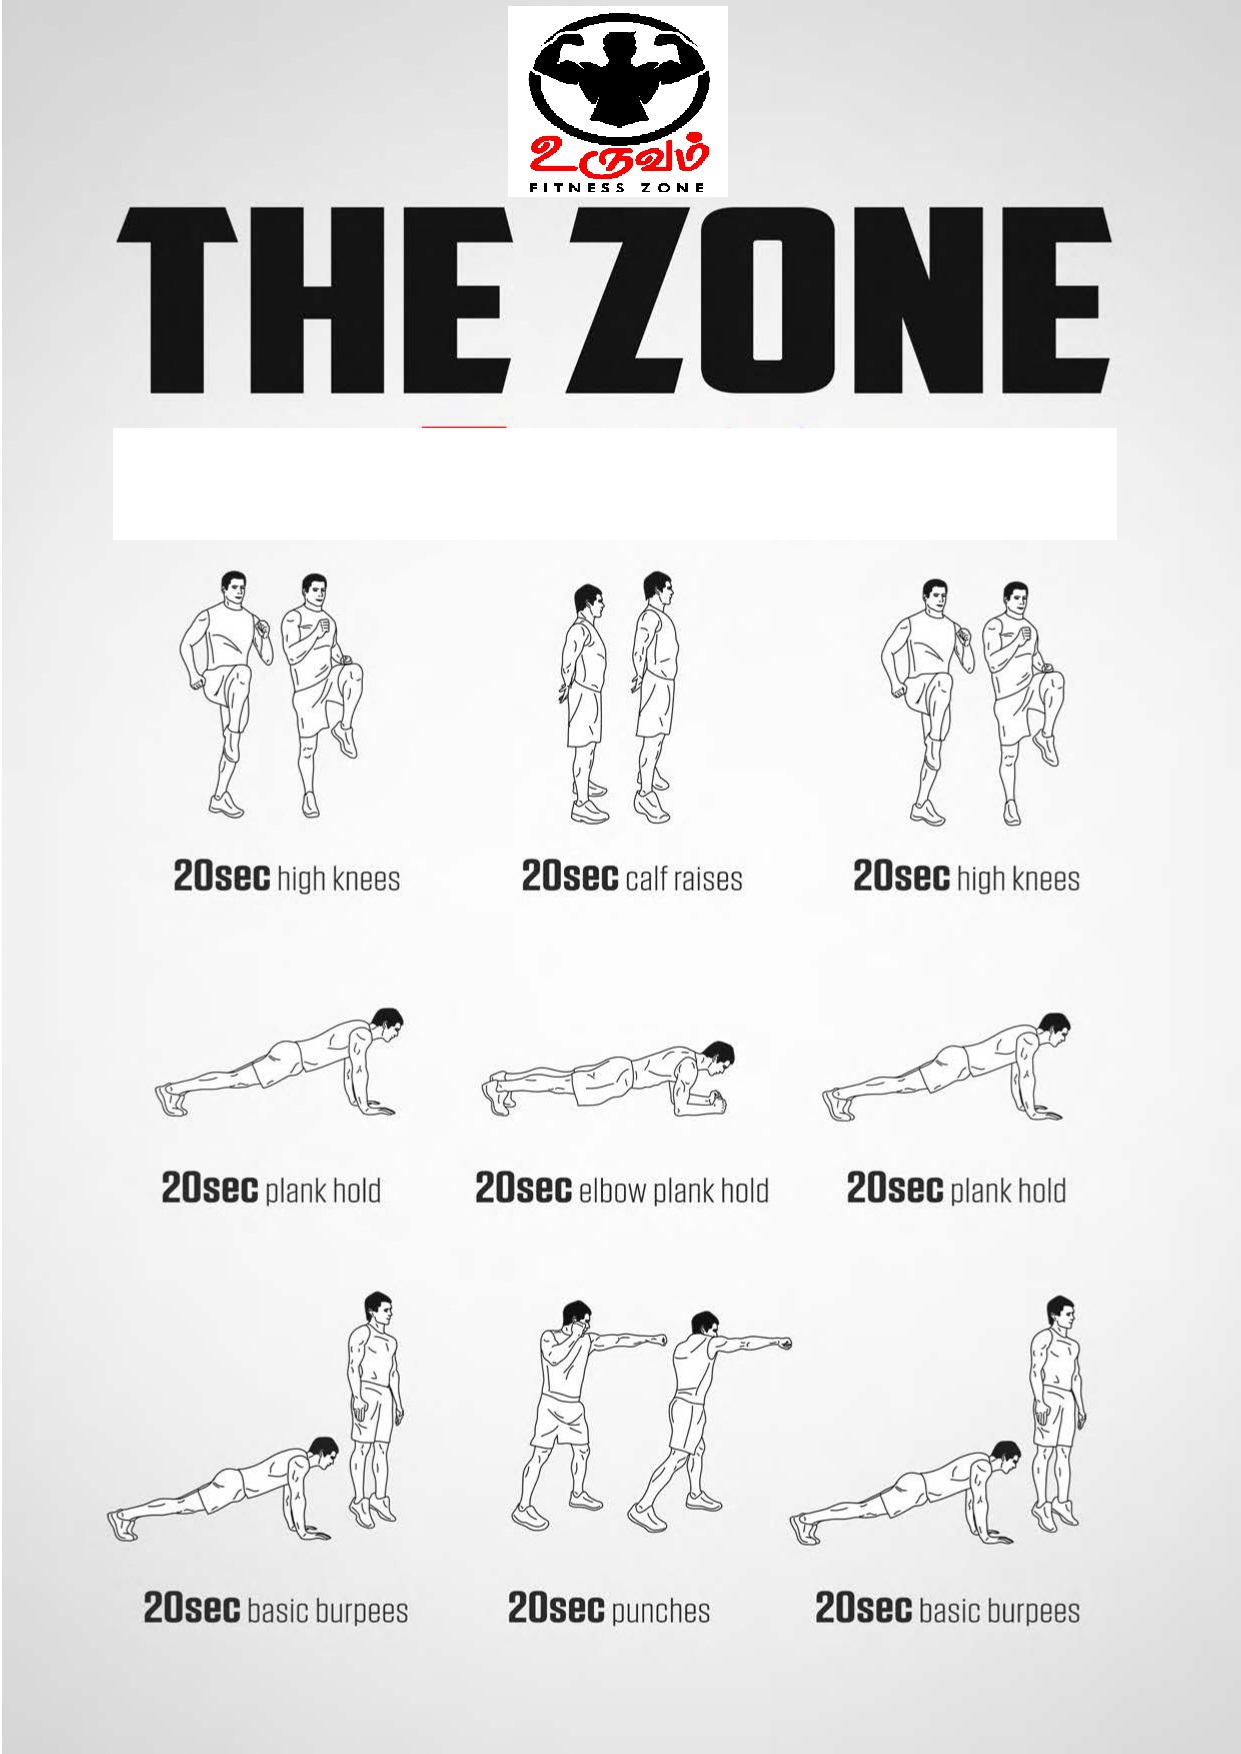 உருவம்
FITNESS ZONE
THE ZONE
20sec high knees
20sec calf raises
20sec high knees
20sec plank hold
20sec elbow plank hold
20sec plank hold
20sec basic burpees
20sec punches
20sec basic burpees